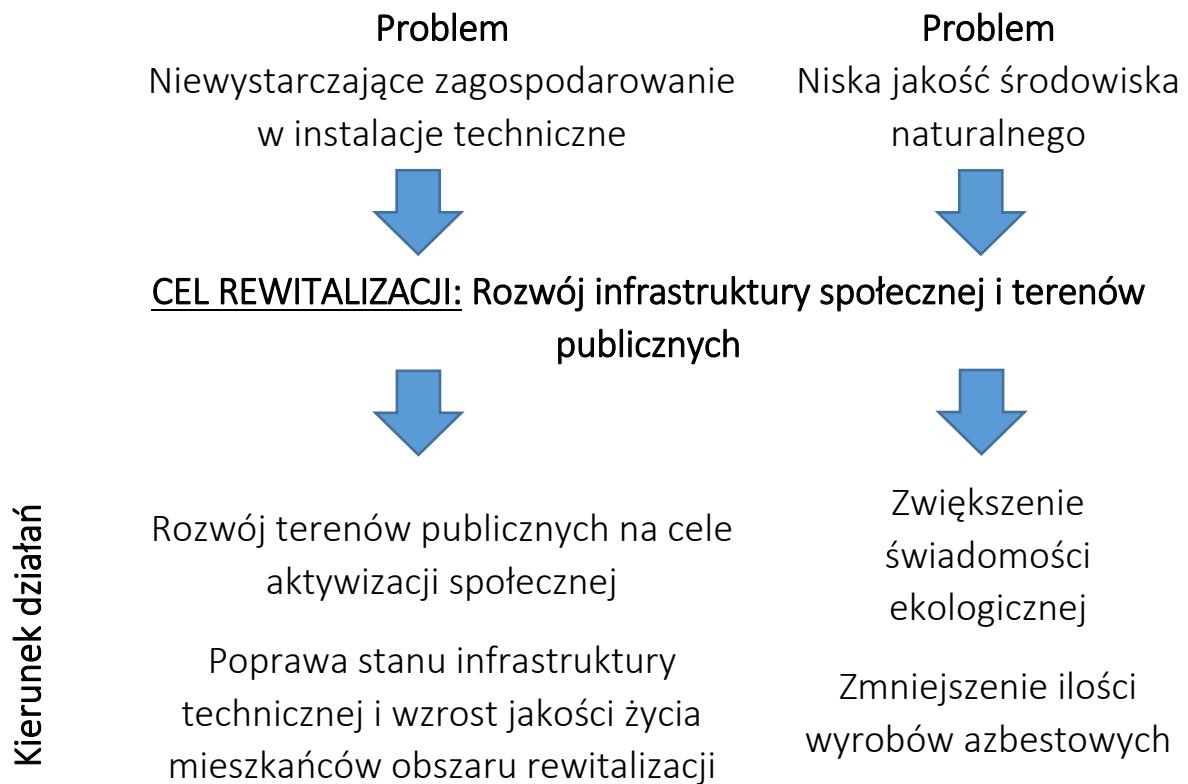 Problem
Niewystarczające zagospodarowanie
w instalacje techniczne
Problem
Niska jakość środowiska
naturalnego
CEL REWITALIZACJI: Rozwój infrastruktury społecznej i terenów
publicznych
Kierunek działań
Rozwój terenów publicznych na cele
aktywizacji społecznej
Poprawa stanu infrastruktury
technicznej i wzrost jakości życia
mieszkańców obszaru rewitalizacji
Zwiększenie
świadomości
ekologicznej
Zmniejszenie ilości
wyrobów azbestowych